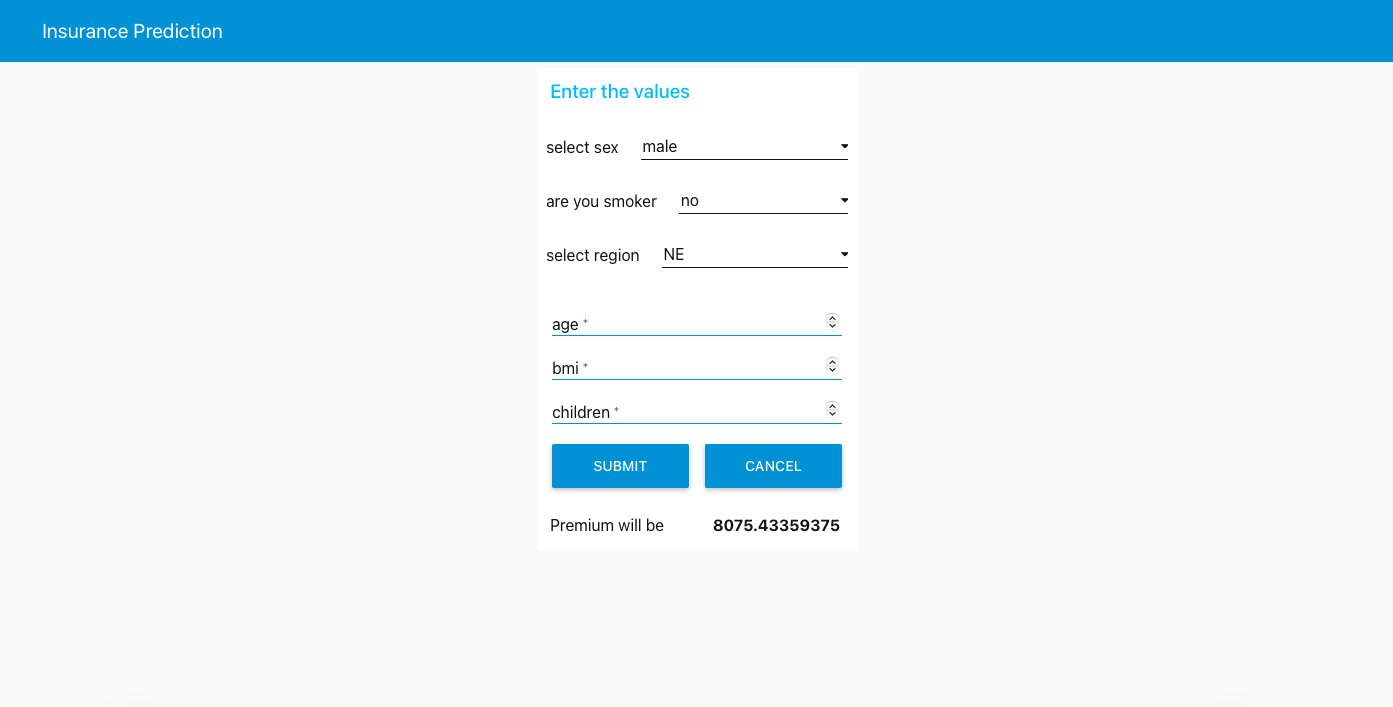 Insurance Prediction
Enter the values
select sex male
are you smoker no
select region NE
age *
bmi *
children *
SUBMIT CANCEL
Premium will be 8075.43359375